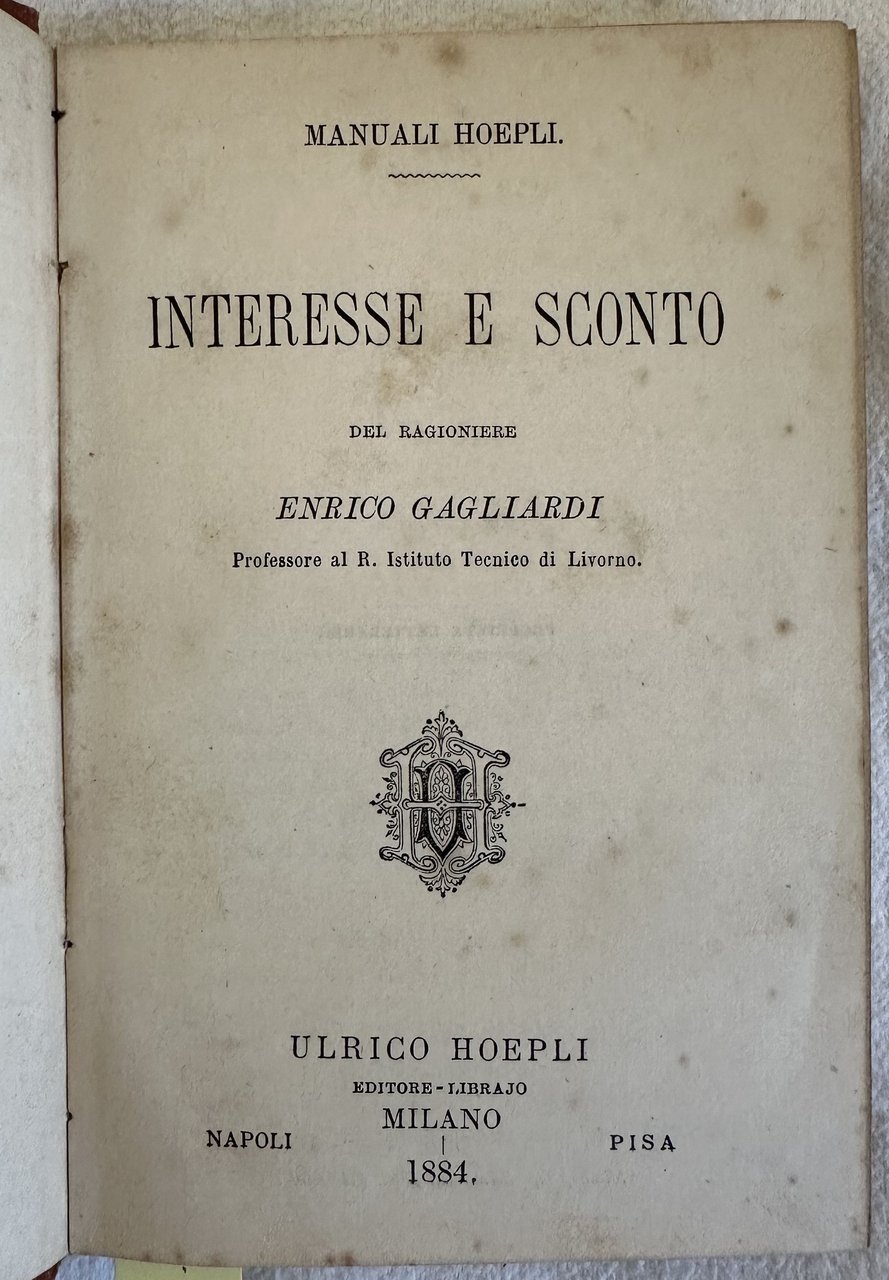 MANUALI HOEPLI.
INTERESSE E SCONTO
DEL RAGIONIERE
ENRICO GAGLIARDI
Professore al R. Istituto Tecnico di Livorno.
ULRICO HOEPLI
EDITORE-LIBRAJO
MILANO
NAPOLI PISA
1884.